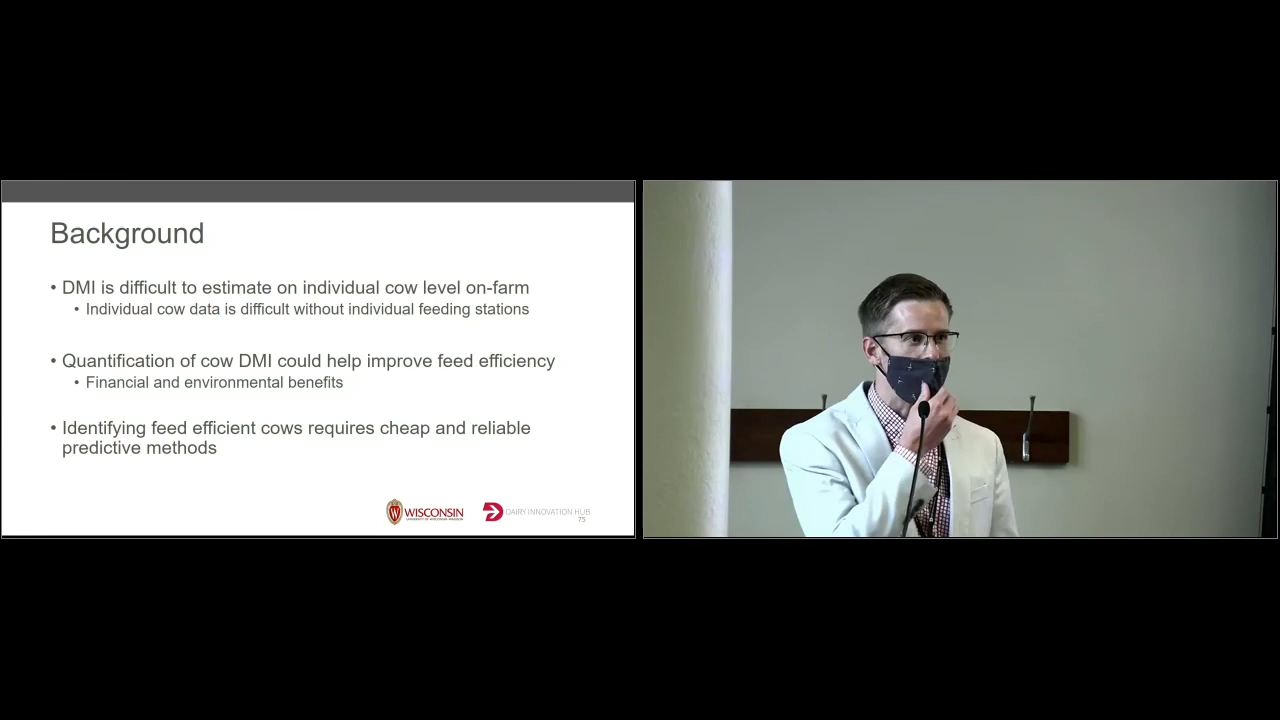 Background
• DMI is difficult to estimate on individual cow level on-farm
• Individual cow data is difficult without individual feeding stations
• Quantification of cow DMI could help improve feed efficiency
• Financial and environmental benefits
• Identifying feed efficient cows requires cheap and reliable
predictive methods
WISCONSIN
UNIVERSITY OF WISCONSIN-MADISON
DAIRY INNOVATION HUB
75